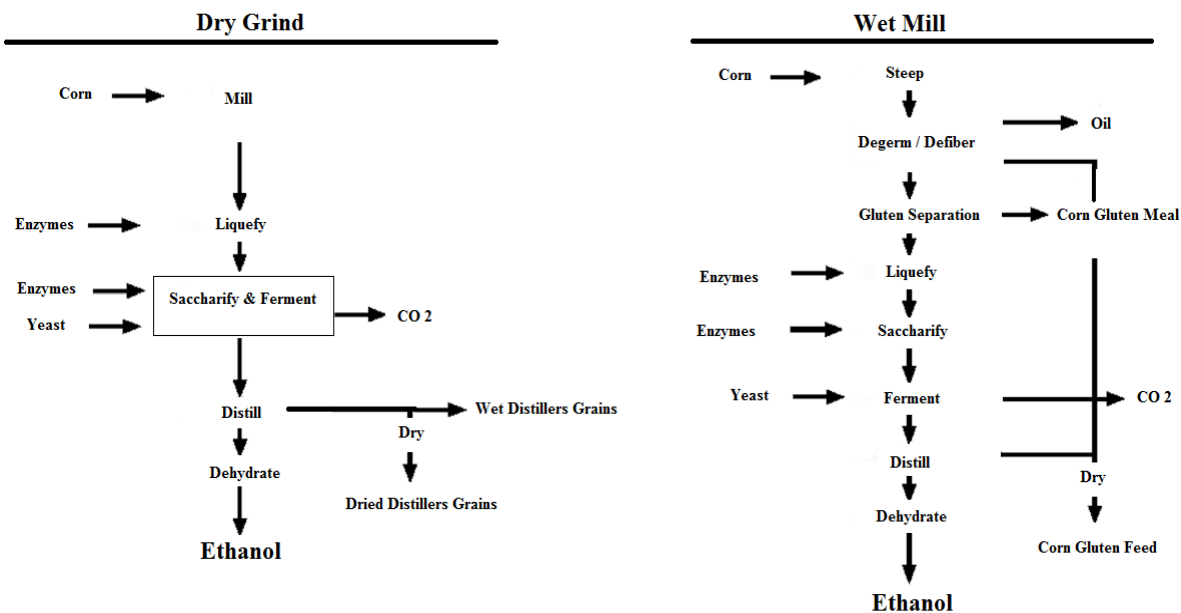 Dry Grind
Corn
Mill
Enzymes
Liquefy
Enzymes
Saccharify & Ferment
Yeast
CO 2
Distill
Wet Distillers Grains
Dry
Dehydrate
Dried Distillers Grains
Ethanol
Wet Mill
Corn
Steep
Oil
Degerm / Defiber
Gluten Separation
Corn Gluten Meal
Enzymes
Liquefy
Enzymes
Saccharify
Yeast
Ferment
CO 2
Distill
Dry
Dehydrate
Corn Gluten Feed
Ethanol